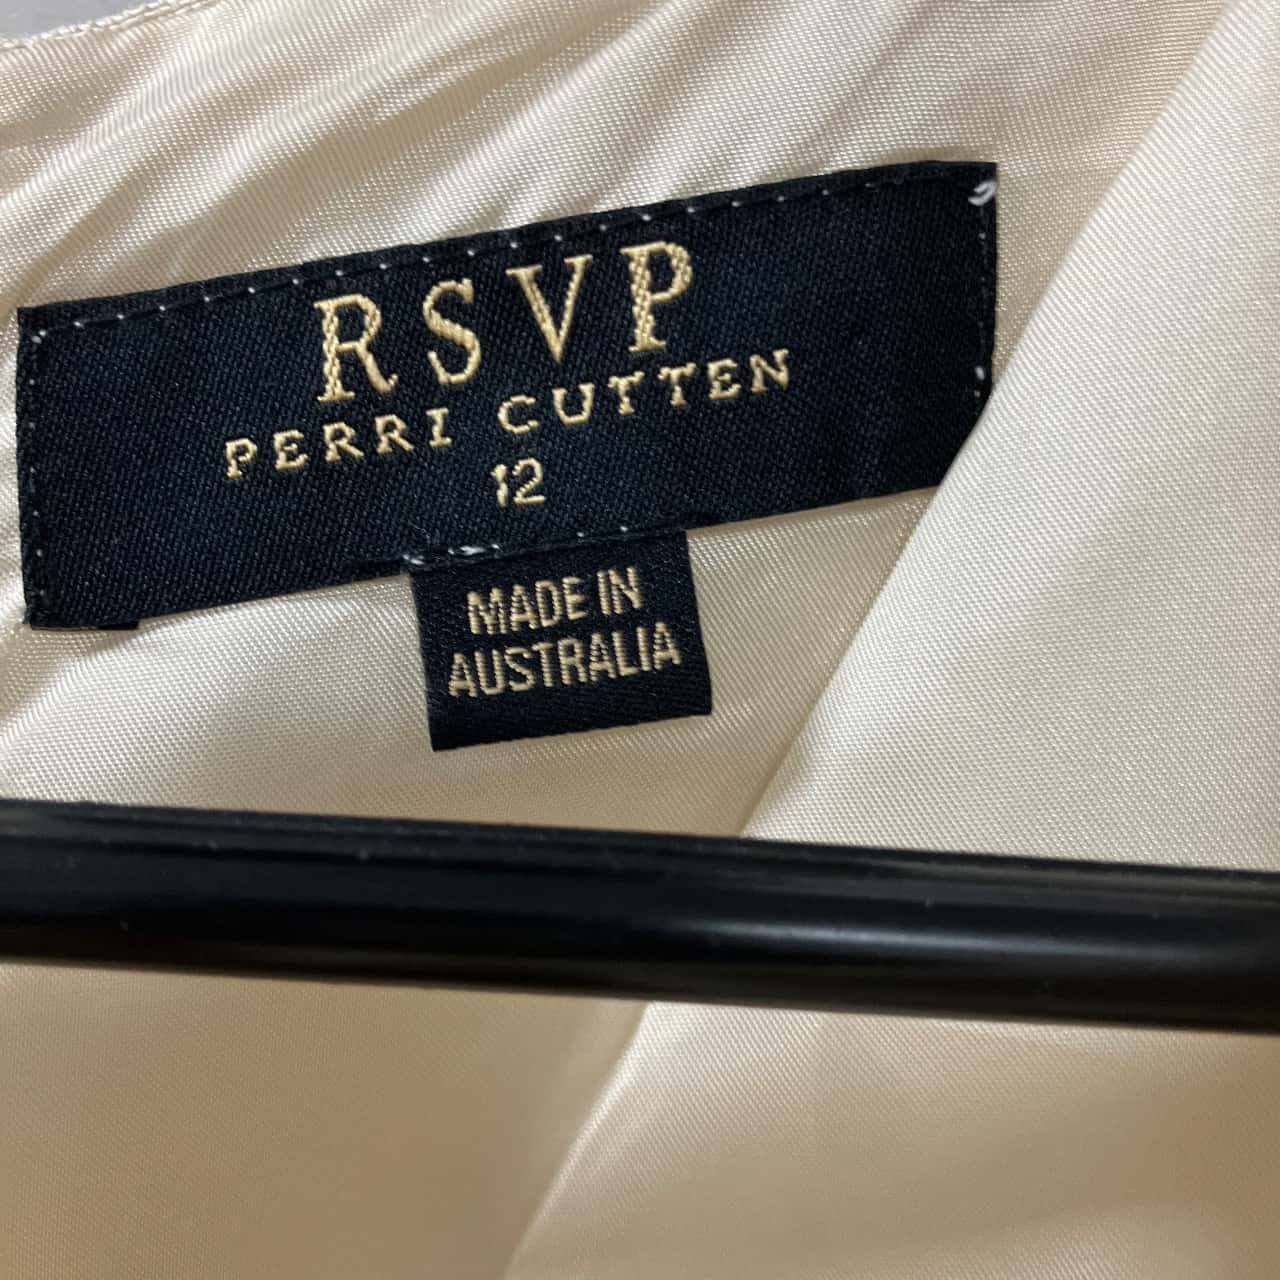 RSVP
PERRI CUTTEN
12
MADE IN
AUSTRALIA